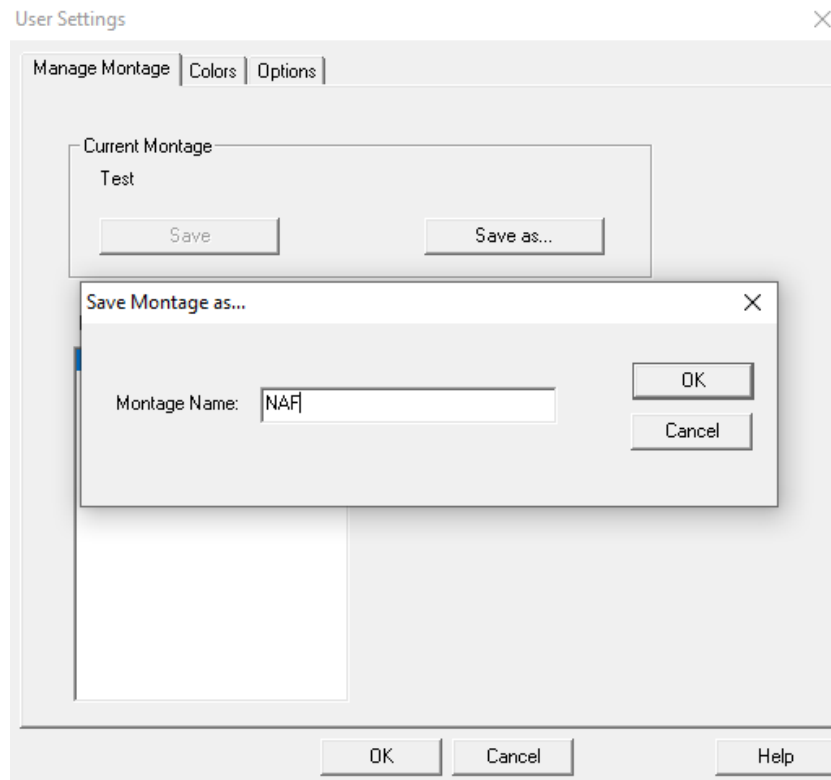 User Settings
Manage Montage Colors Options
Current Montage
Test
Save Save as...
Save Montage as...
Montage Name: NAF
OK
Cancel
OK Cancel Help